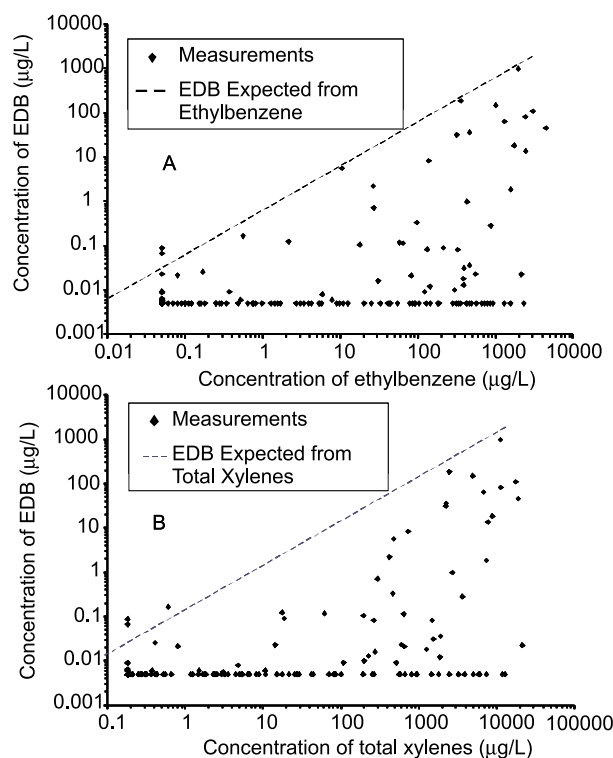 10000
1000
100
10
1
0.1
0.01
0.001
Concentration of EDB (μg/L)
Measurements
EDB Expected from
Ethylbenzene
A
0.01 0.1 1 10 100 1000 10000
Concentration of ethylbenzene (μg/L)
10000
1000
100
10
1
0.1
0.01
0.001
Concentration of EDB (μg/L)
Measurements
EDB Expected from
Total Xylenes
B
0.1 1 10 100 1000 10000 100000
Concentration of total xylenes (μg/L)